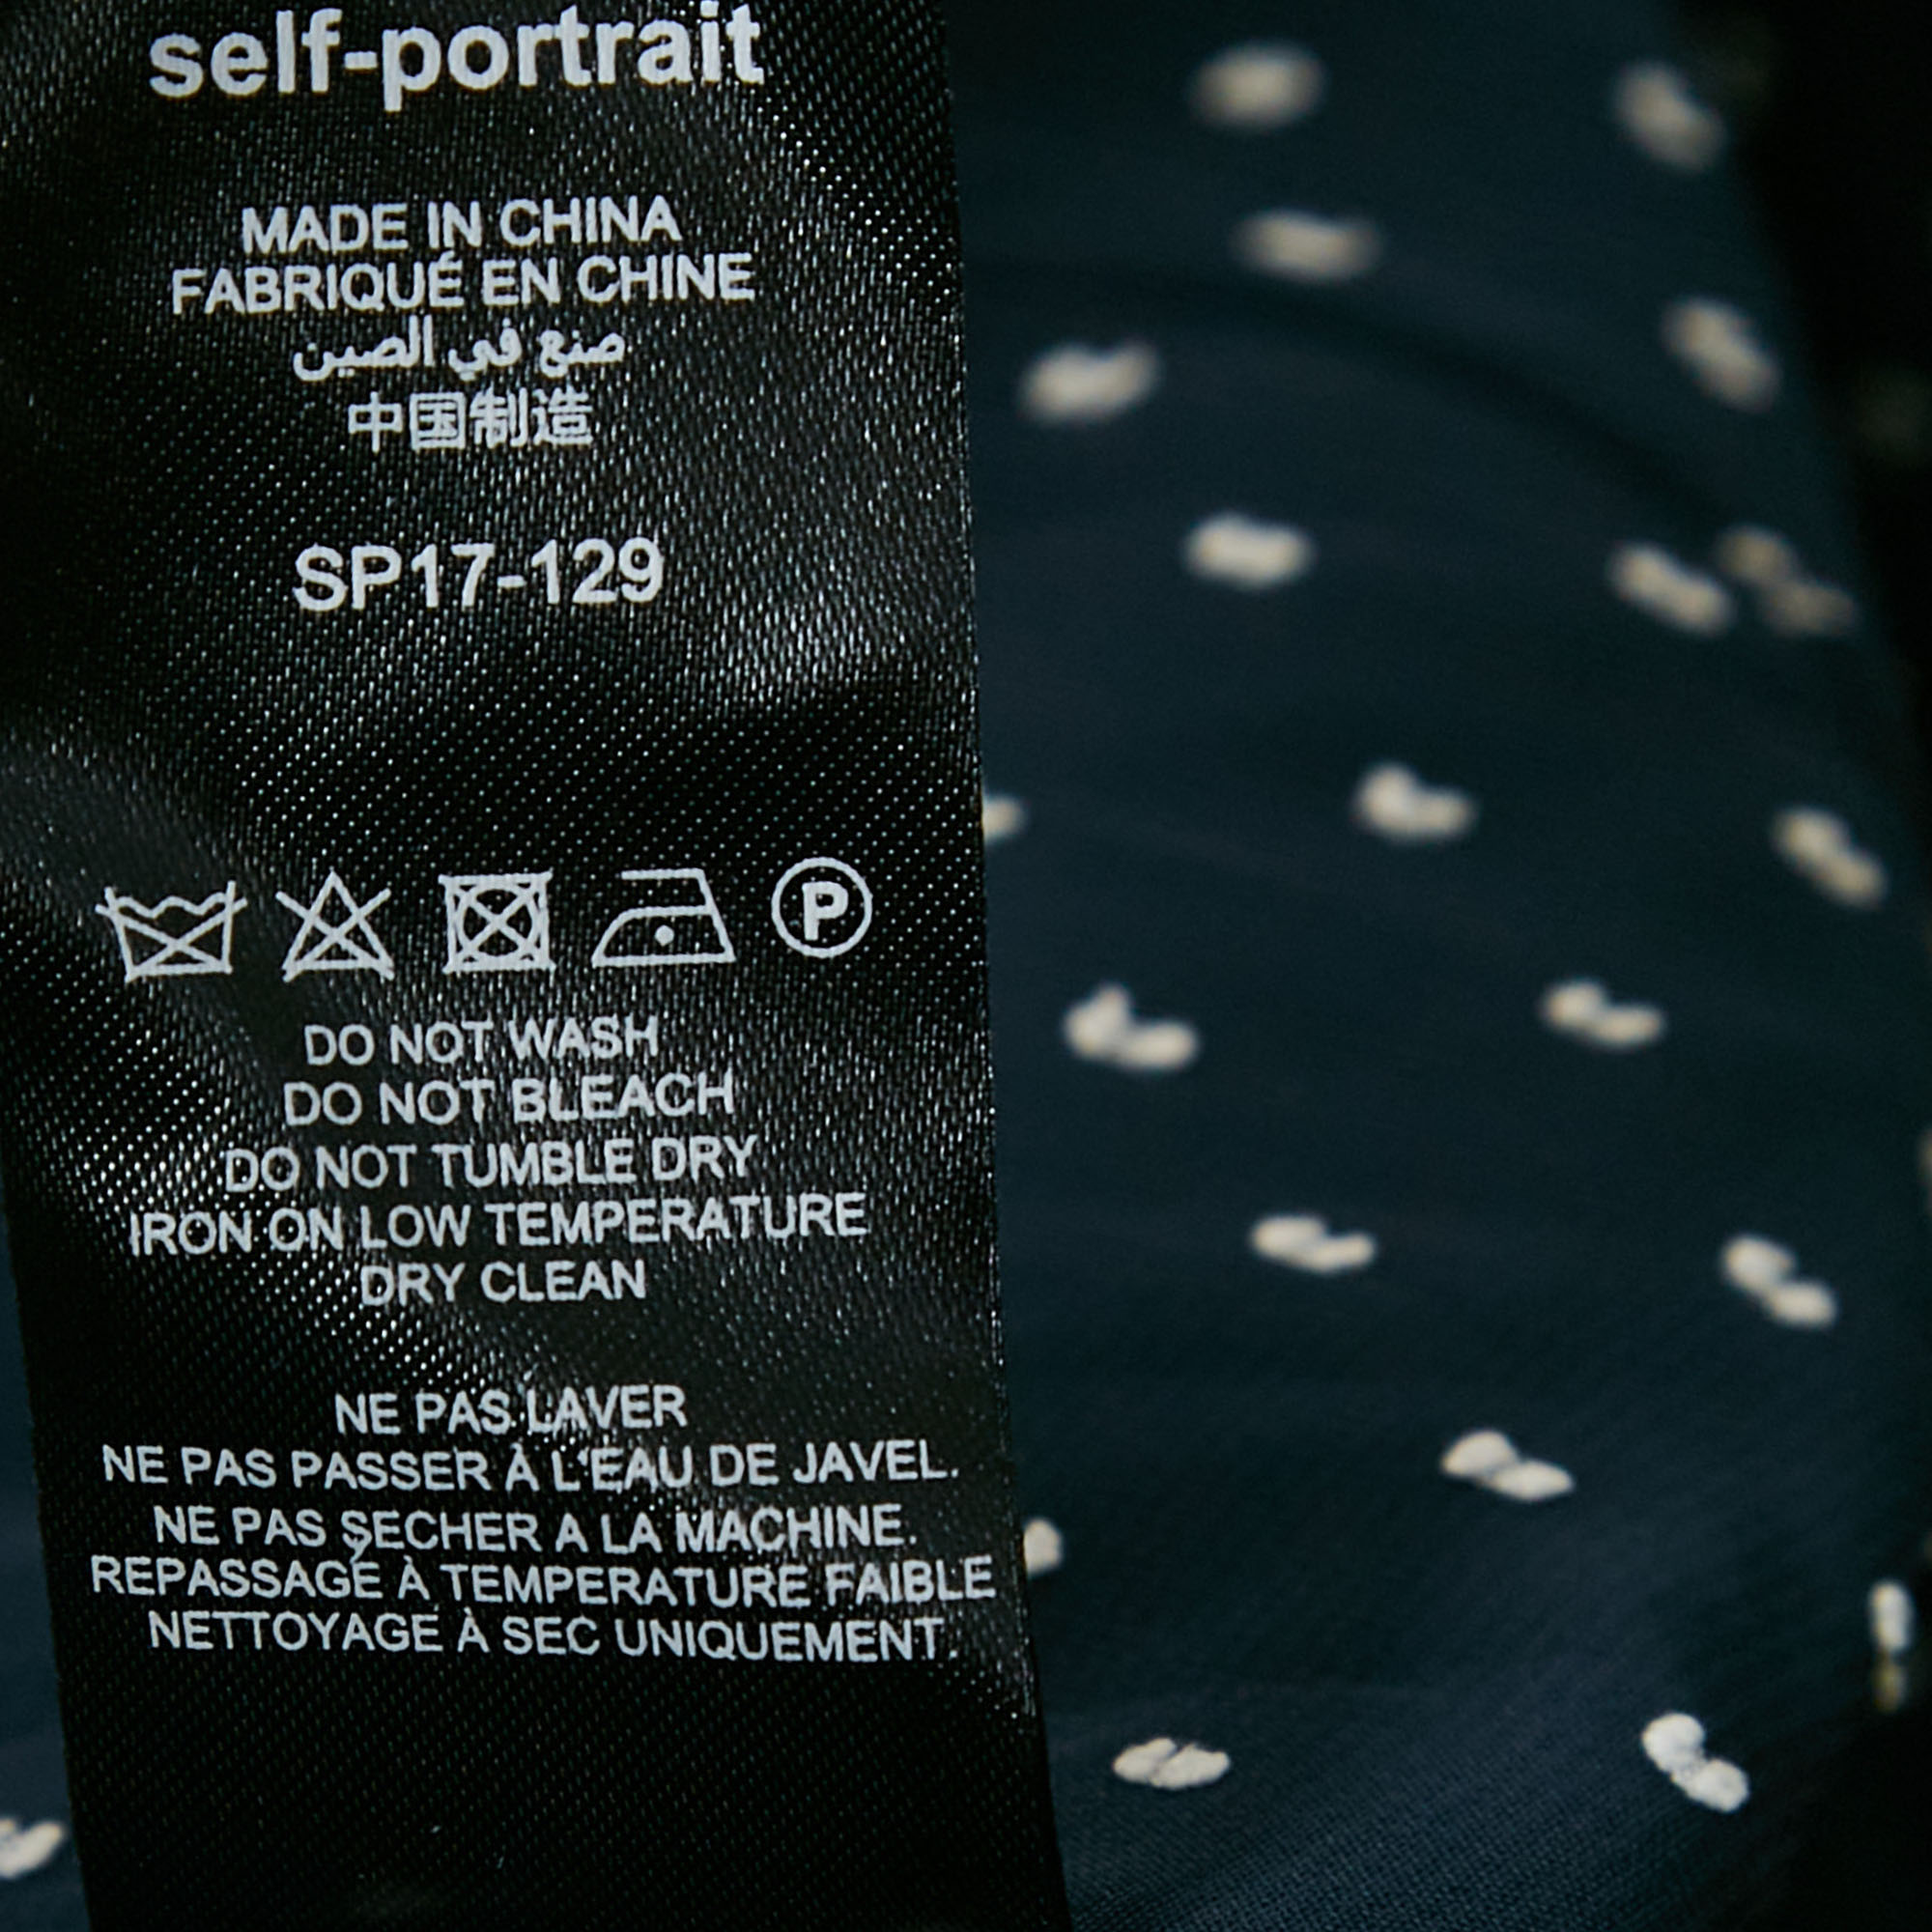 self-portrait
MADE IN CHINA
FABRIQUÉ EN CHINE
صنع في الصين
中国制造
SP17-129
P
DO NOT WASH
DO NOT BLEACH
DO NOT TUMBLE DRY
IRON ON LOW TEMPERATURE
DRY CLEAN
NE PAS LAVER
NE PAS PASSER À L'EAU DE JAVEL.
NE PAS SECHER A LA MACHINE.
REPASSAGÉ À TEMPERATURE FAIBLE
NETTOYAGE À SEC UNIQUEMENT.